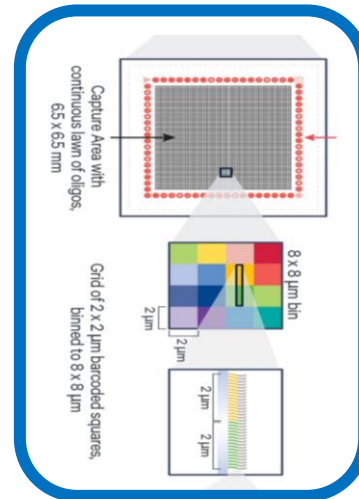 Capture Area with
continuous lawn of oligos,
6.5 x 6.5 mm
8 x 8 µm bin
2 µm
2 µm
Grid of 2 x 2 µm barcoded squares,
binned to 8 x 8 µm
2 µm
2 µm